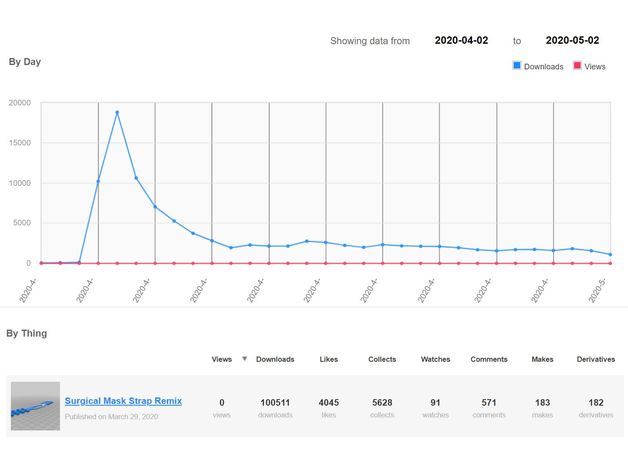 Showing data from 2020-04-02 to 2020-05-02
By Day
Downloads Views
20000
15000
10000
5000
0
2020-4- 2020-4- 2020-4- 2020-4- 2020-4- 2020-4- 2020-4- 2020-4- 2020-4- 2020-4- 2020-5-
By Thing
Views ▼ Downloads Likes Collects Watches Comments Makes Derivatives
Surgical Mask Strap Remix
Published on March 29, 2020
0 100511 4045 5628 91 571 183 182
views downloads likes collects watches comments makes derivatives